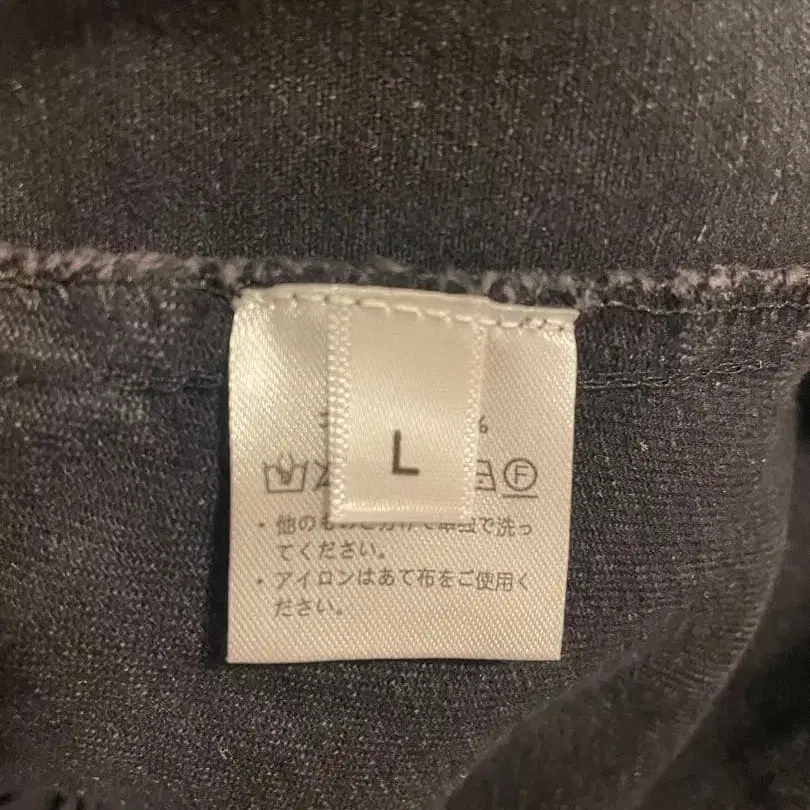 %
L
F
・他のものと分けて単独で洗っ
てください。
・アイロンはあて布をご使用く
ださい。